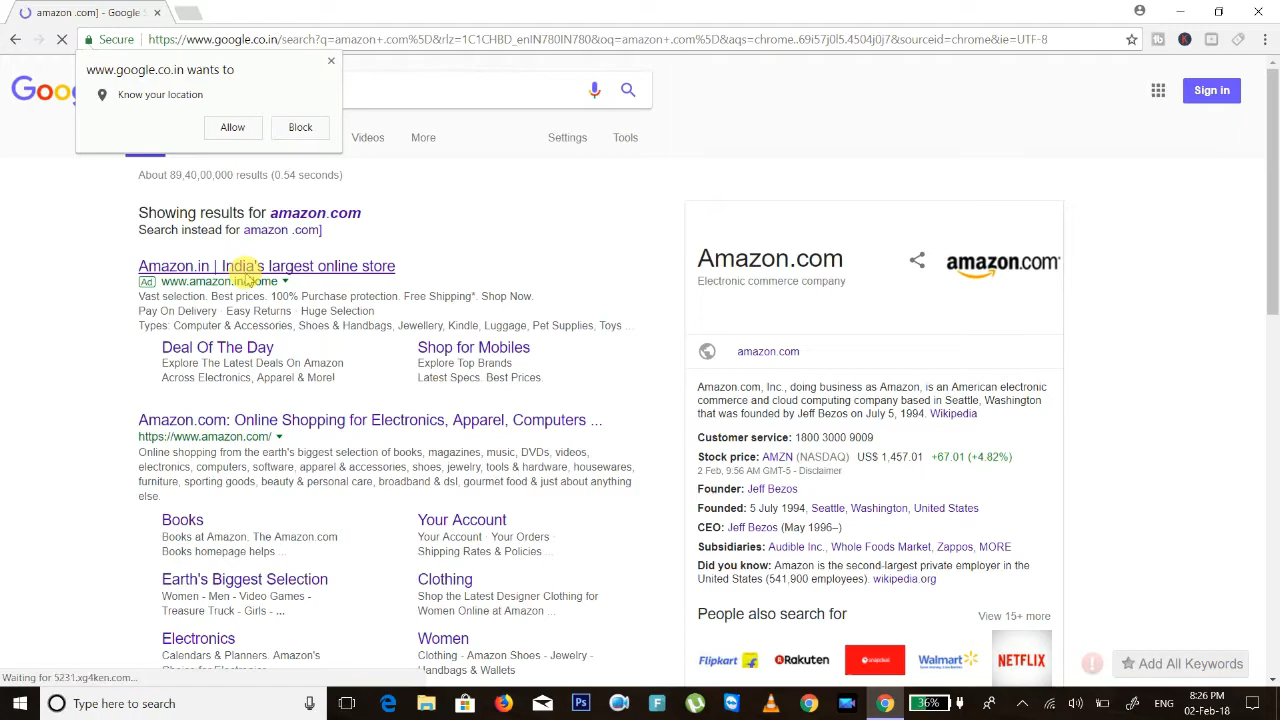 amazon .com] - Google S
Secure
https://www.google.co.in/search?q=amazon+.com%5D&rlz=1C1CHBD_enIN780IN780&oq=amazon+.com%5D&aqs=chrome..69i57j0l5.4504j0j7&sourceid=chrome&ie=UTF-8
www.google.co.in wants to
Know your location
Allow
Block
Goo
Sign in
Videos
More
Settings
Tools
About 89,40,00,000 results (0.54 seconds)
Showing results for amazon.com
Search instead for amazon .com]
Amazon.in | India's largest online store
Ad www.amazon.in/home
Vast selection. Best prices. 100% Purchase protection. Free Shipping*. Shop Now.
Pay On Delivery · Easy Returns · Huge Selection
Types: Computer & Accessories, Shoes & Handbags, Jewellery, Kindle, Luggage, Pet Supplies, Toys ...
Deal Of The Day
Explore The Latest Deals On Amazon
Across Electronics, Apparel & More!
Shop for Mobiles
Explore Top Brands
Latest Specs. Best Prices
Amazon.com: Online Shopping for Electronics, Apparel, Computers ...
https://www.amazon.com/
Online shopping from the earth's biggest selection of books, magazines, music, DVDs, videos,
electronics, computers, software, apparel & accessories, shoes, jewelry, tools & hardware, housewares,
furniture, sporting goods, beauty & personal care, broadband & dsl, gourmet food & just about anything
else.
Books
Books at Amazon. The Amazon.com
Books homepage helps ...
Your Account
Your Account · Your Orders ·
Shipping Rates & Policies ...
Earth's Biggest Selection
Women - Men - Video Games -
Treasure Truck - Girls - ...
Clothing
Shop the Latest Designer Clothing for
Women Online at Amazon ...
Electronics
Calendars & Planners. Amazon's
Choice for Electronics
Women
Clothing - Amazon Shoes - Jewelry -
Handbags & Wallets
Amazon.com
Electronic commerce company
amazon.com
amazon.com
Amazon.com, Inc., doing business as Amazon, is an American electronic
commerce and cloud computing company based in Seattle, Washington
that was founded by Jeff Bezos on July 5, 1994. Wikipedia
Customer service: 1800 3000 9009
Stock price: AMZN (NASDAQ) US$ 1,457.01 +67.01 (+4.82%)
2 Feb, 9:56 AM GMT-5 - Disclaimer
Founder: Jeff Bezos
Founded: 5 July 1994, Seattle, Washington, United States
CEO: Jeff Bezos (May 1996–)
Subsidiaries: Audible Inc., Whole Foods Market, Zappos, MORE
Did you know: Amazon is the second-largest private employer in the
United States (541,900 employees). wikipedia.org
People also search for
View 15+ more
Flipkart
Rakuten
snapdeal
Walmart
NETFLIX
Add All Keywords
Waiting for 5231.xg4ken.com...
Type here to search
36%
8:26 PM
02-Feb-18